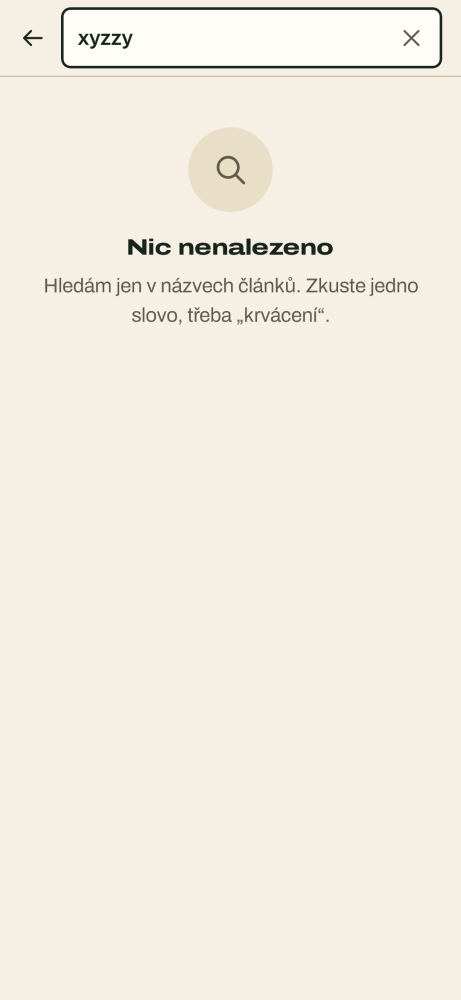 xyzzy
Nic nenalezeno
Hledám jen v názvech článků. Zkuste jedno
slovo, třeba „krvácení“.